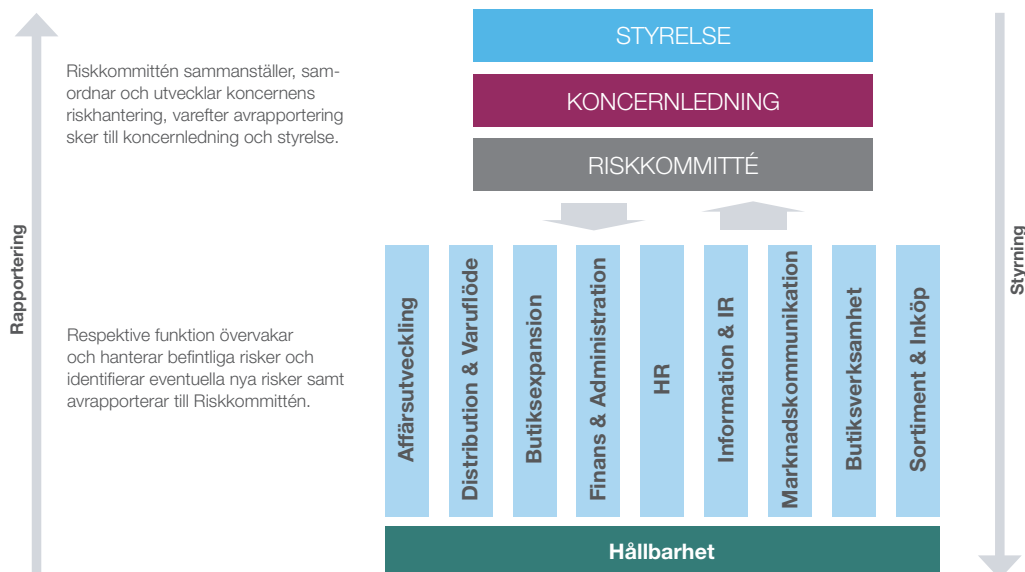 STYRELSE
Riskkommittén sammanställer, sam-
ordnar och utvecklar koncernens
riskhantering, varefter avrapportering
sker till koncernledning och styrelse.
KONCERNLEDNING
RISKKOMMITTÉ
Rapportering
Styrning
Respektive funktion övervakar
och hanterar befintliga risker och
identifierar eventuella nya risker samt
avrapporterar till Riskkommittén.
Affärsutveckling
Distribution & Varuflöde
Butiksexpansion
Finans & Administration
HR
Information & IR
Marknadskommunikation
Butiksverksamhet
Sortiment & Inköp
Hållbarhet